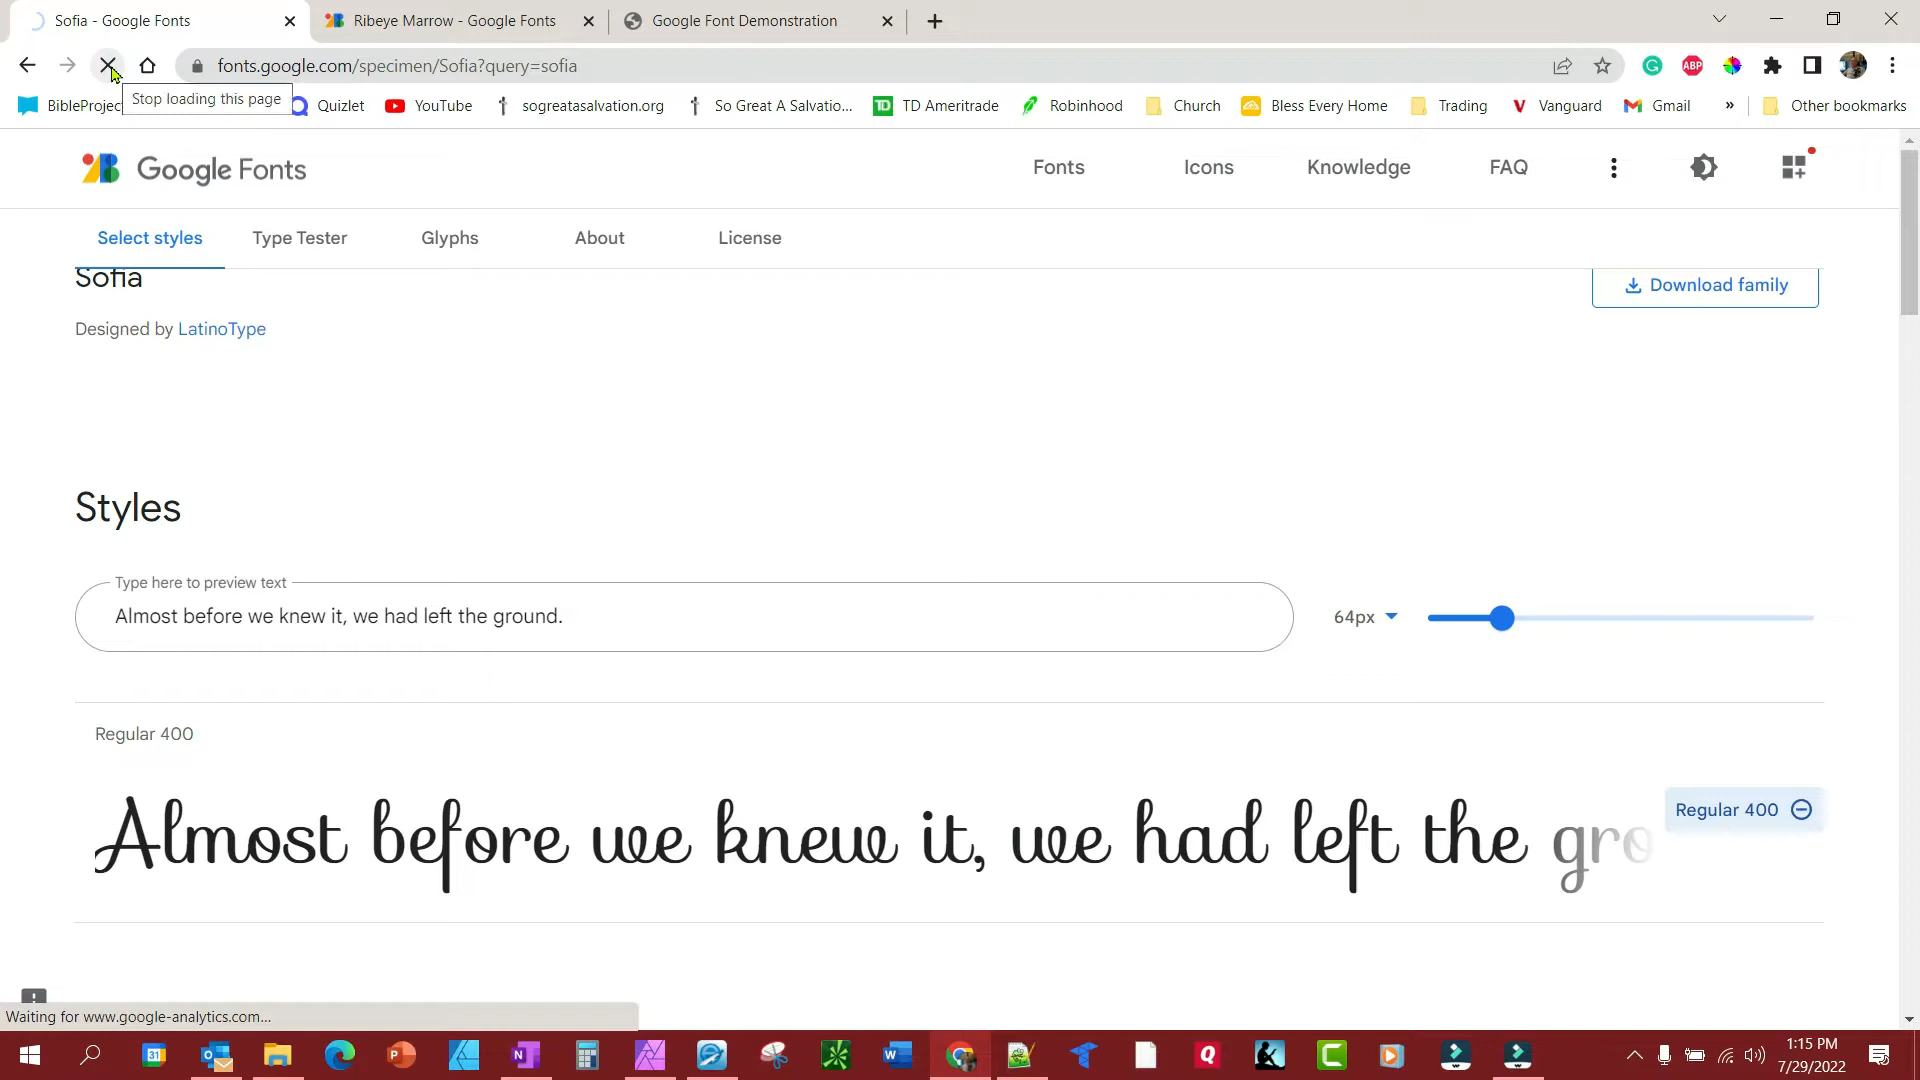 Sofia - Google Fonts
Ribeye Marrow - Google Fonts
Google Font Demonstration
fonts.google.com/specimen/Sofia?query=sofia
Stop loading this page
BibleProjec
Quizlet
YouTube
sogreatasalvation.org
So Great A Salvatio...
TD Ameritrade
Robinhood
Church
Bless Every Home
Trading
Vanguard
Gmail
»
Other bookmarks
Google Fonts
Fonts
Icons
Knowledge
FAQ
Select styles
Type Tester
Glyphs
About
License
Sofia
Download family
Designed by LatinoType
Styles
Type here to preview text
Almost before we knew it, we had left the ground.
64px
Regular 400
Almost before we knew it, we had left the gro
Regular 400
Waiting for www.google-analytics.com...
1:15 PM
7/29/2022